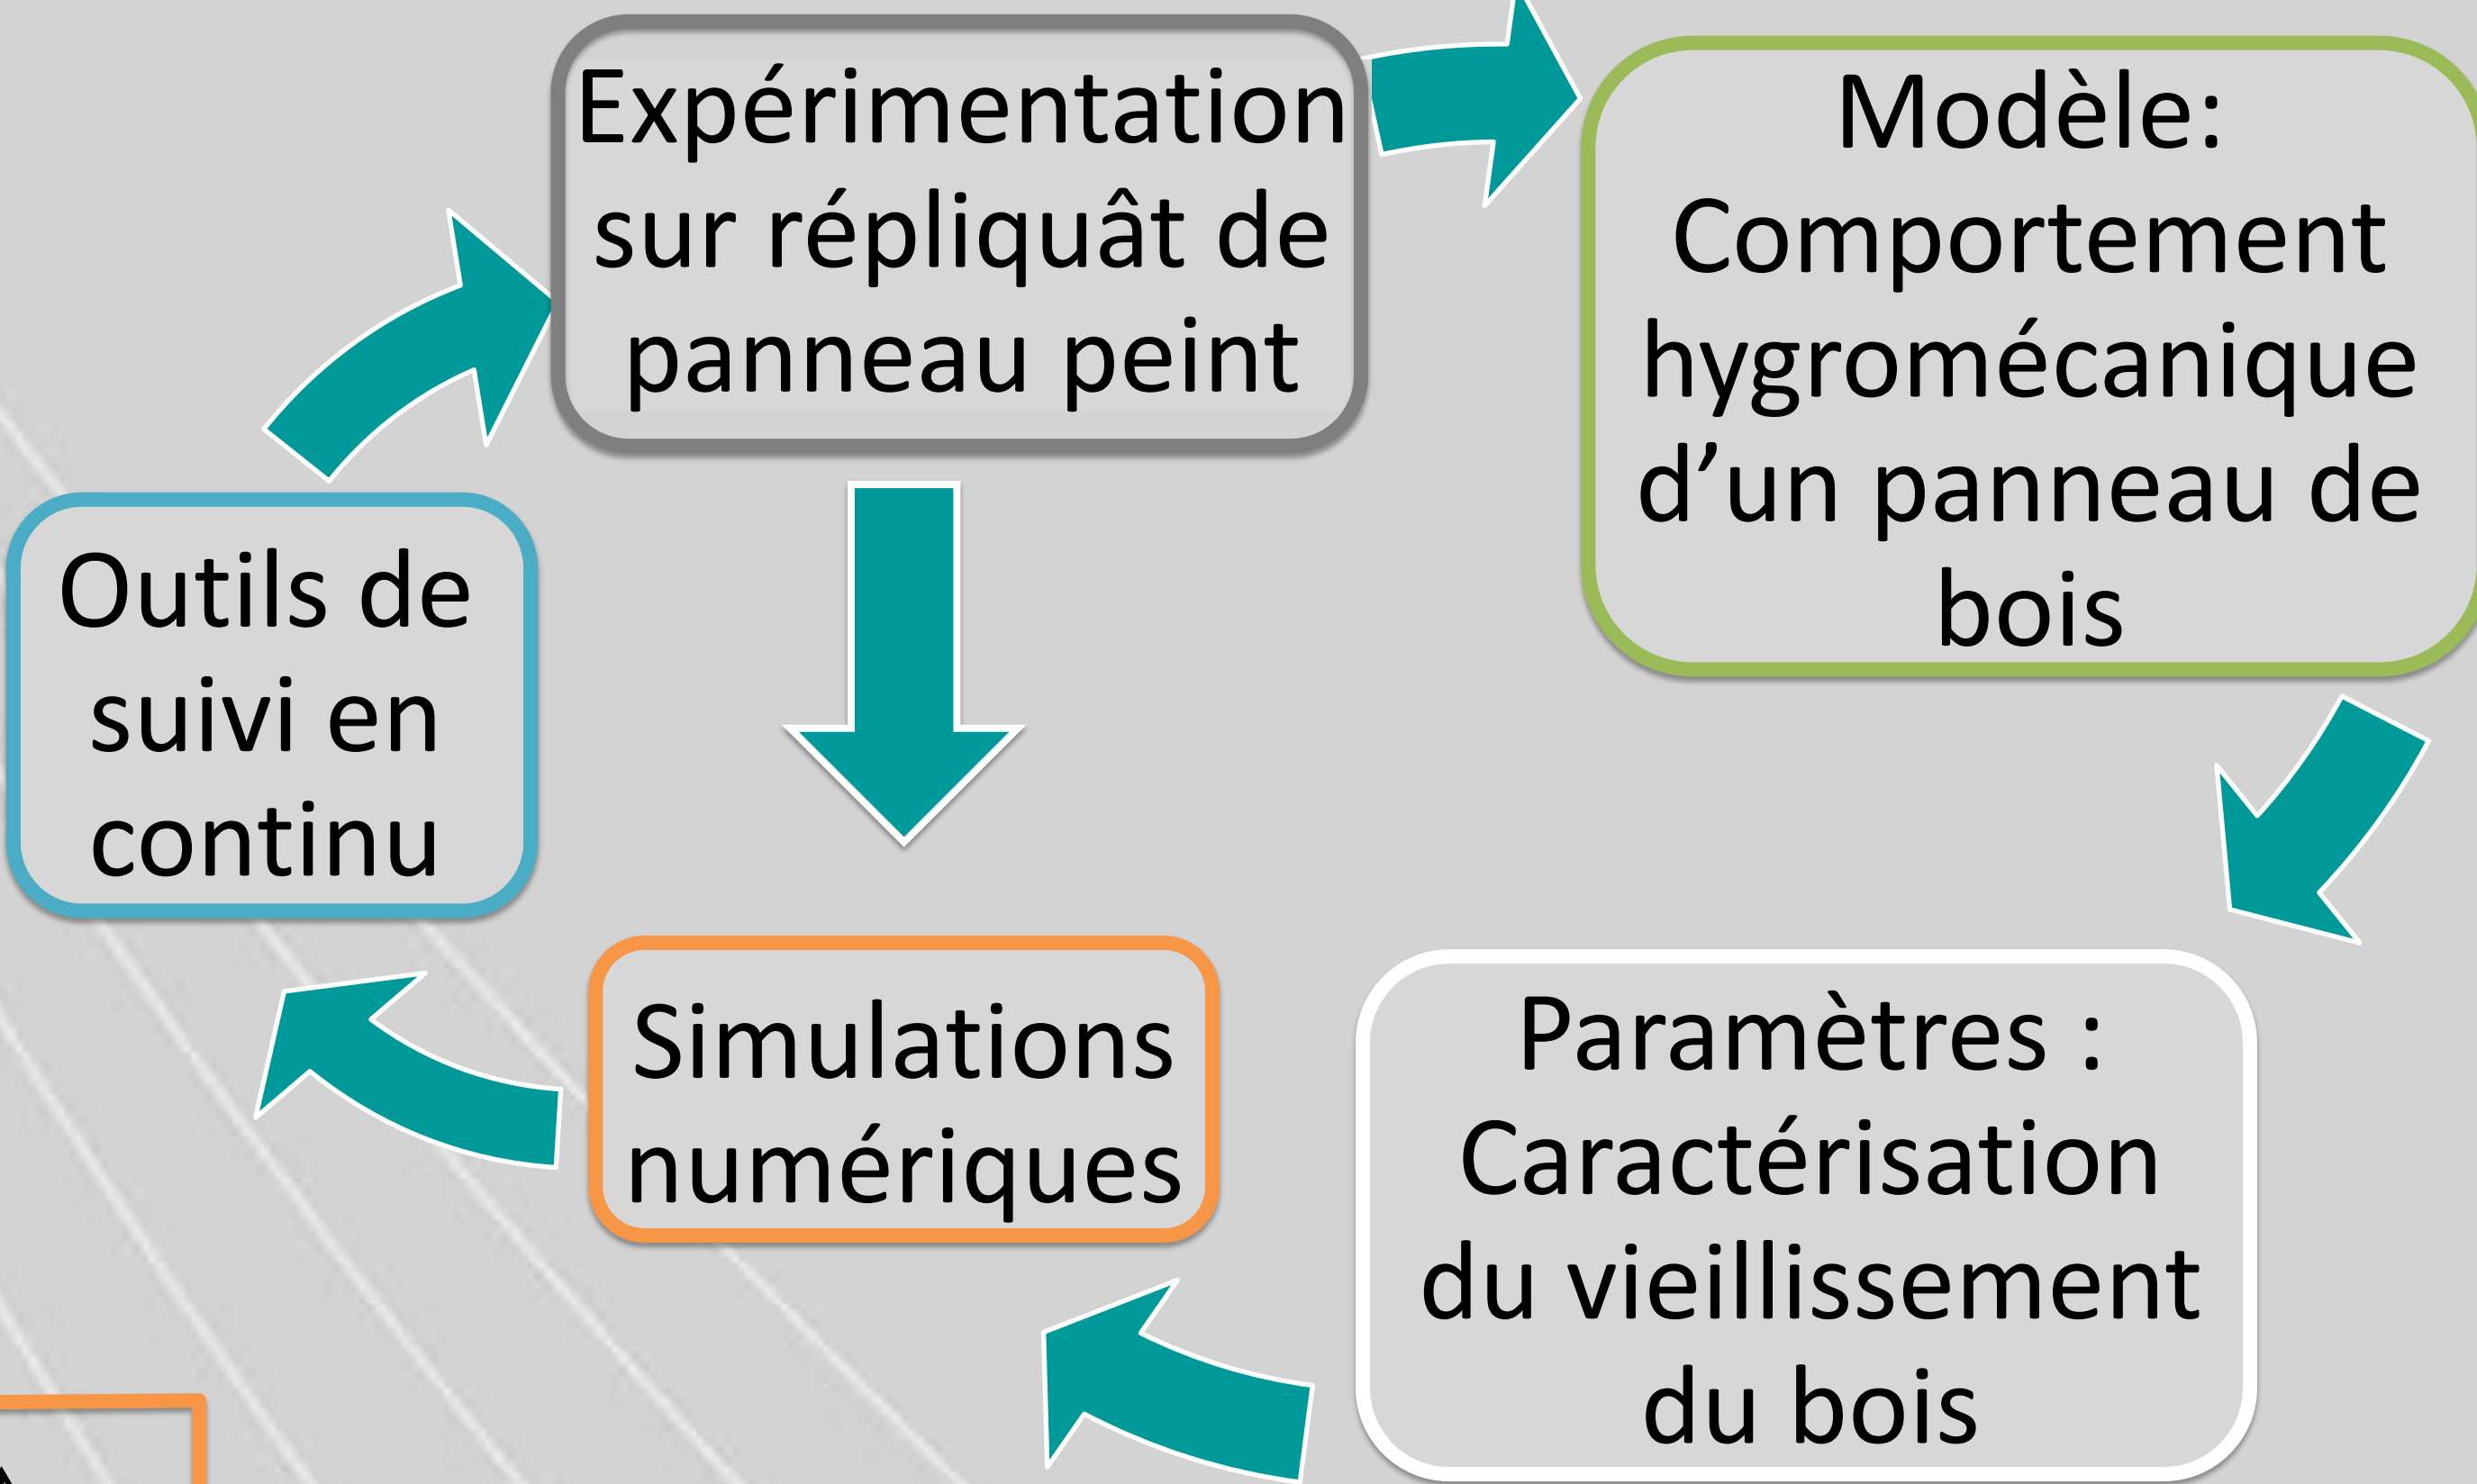 Expérimentation
sur répliquât de
panneau peint
Modèle:
Comportement
hygromécanique
d’un panneau de
bois
Outils de
suivi en
continu
Simulations
numériques
Paramètres :
Caractérisation
du vieillissement
du bois